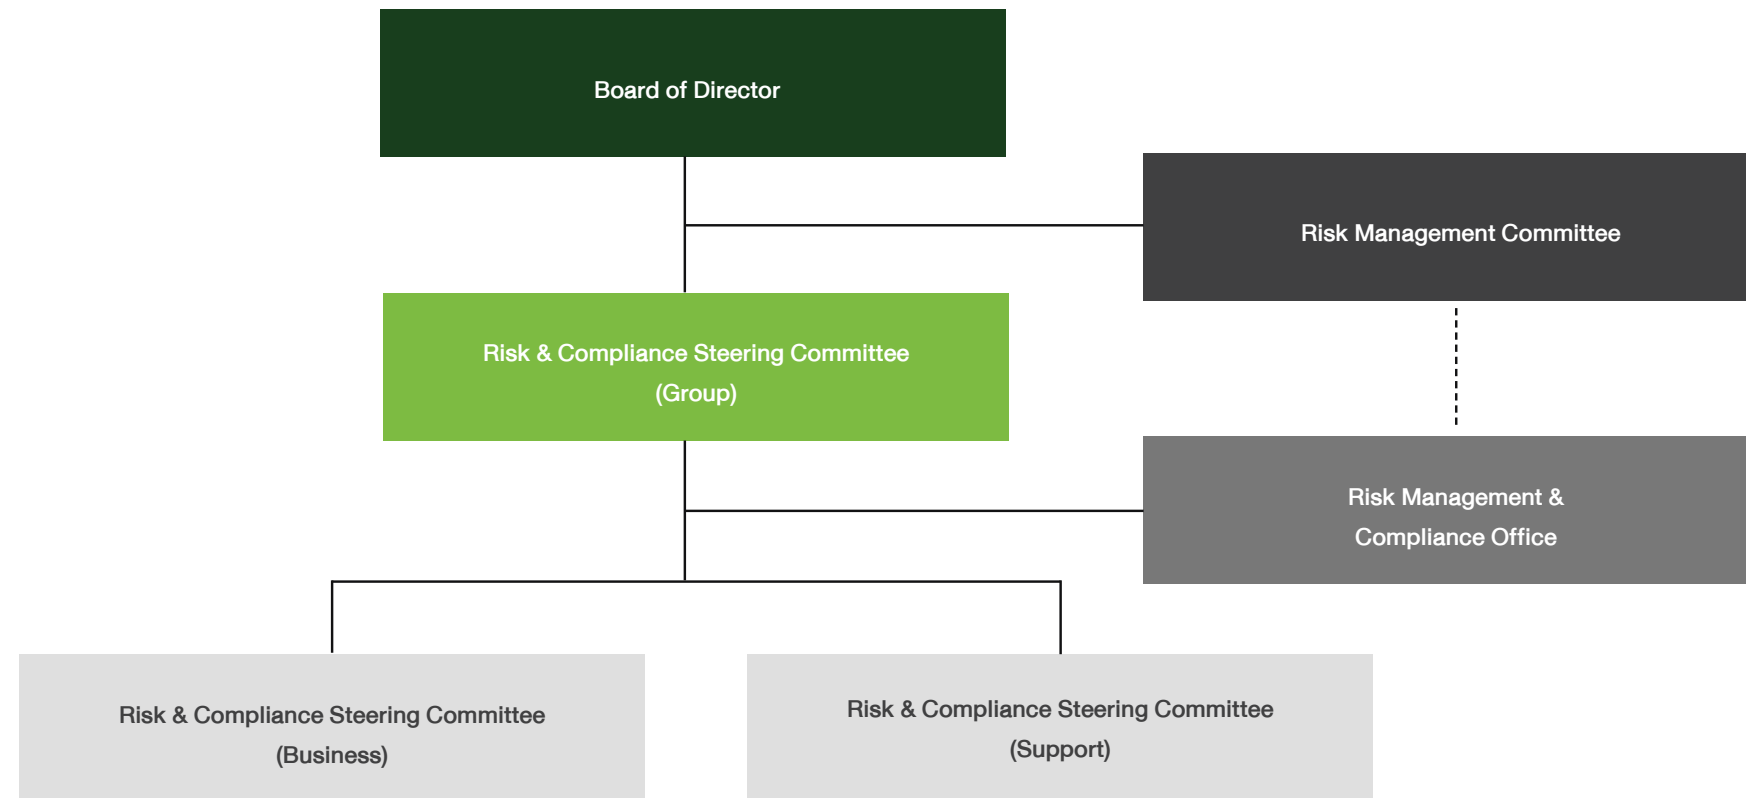 Board of Director
Risk Management Committee
Risk & Compliance Steering Committee
(Group)
Risk Management &
Compliance Office
Risk & Compliance Steering Committee
(Business)
Risk & Compliance Steering Committee
(Support)